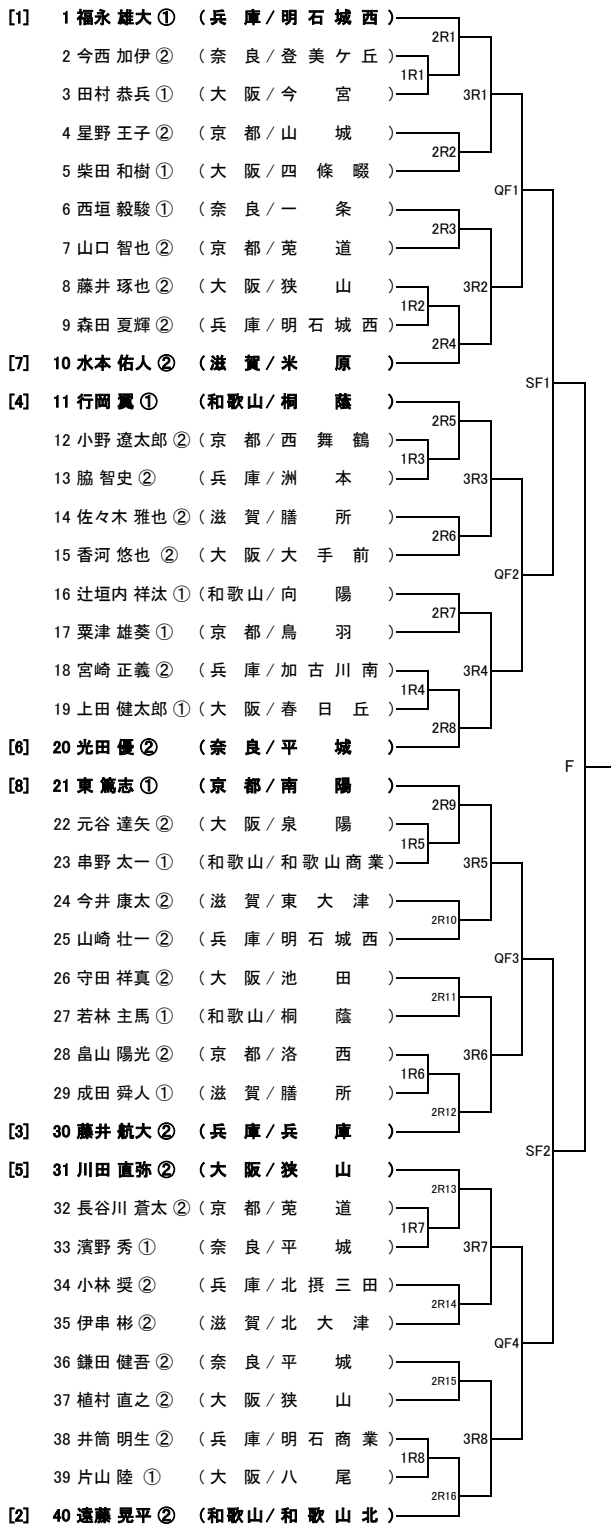 [1] 1 福永 雄大 ① (兵 庫/明 石 城 西) 2R1
2 今西 加伊 ② (奈 良/登 美 ケ 丘) 1R1
3 田村 恭兵 ① (大 阪/今 宮) 3R1
4 星野 王子 ② (京 都/山 城) 2R2
5 柴田 和樹 ① (大 阪/四 條 畷) QF1
6 西垣 毅駿 ① (奈 良/一 条) 2R3
7 山口 智也 ② (京 都/莵 道)
8 藤井 琢也 ② (大 阪/狭 山) 1R2 3R2
9 森田 夏輝 ② (兵 庫/明 石 城 西) 2R4
[7] 10 水本 佑人 ② (滋 賀/米 原) SF1
[4] 11 行岡 翼 ① (和歌山/桐 蔭) 2R5
12 小野 遼太郎 ② (京 都/西 舞 鶴) 1R3
13 脇 智史 ② (兵 庫/洲 本) 3R3
14 佐々木 雅也 ② (滋 賀/膳 所) 2R6
15 香河 悠也 ② (大 阪/大 手 前) QF2
16 辻垣内 祥汰 ① (和歌山/向 陽) 2R7
17 粟津 雄葵 ① (京 都/鳥 羽)
18 宮崎 正義 ② (兵 庫/加 古 川 南) 1R4 3R4
19 上田 健太郎 ① (大 阪/春 日 丘) 2R8
[6] 20 光田 優 ② (奈 良/平 城) F
[8] 21 東 篤志 ① (京 都/南 陽) 2R9
22 元谷 達矢 ② (大 阪/泉 陽) 1R5
23 串野 太一 ① (和歌山/和歌山商業) 3R5
24 今井 康太 ② (滋 賀/東 大 津) 2R10
25 山崎 壮一 ② (兵 庫/明 石 城 西) QF3
26 守田 祥真 ② (大 阪/池 田) 2R11
27 若林 主馬 ① (和歌山/桐 蔭)
28 畠山 陽光 ② (京 都/洛 西) 1R6 3R6
29 成田 舜人 ① (滋 賀/膳 所) 2R12
[3] 30 藤井 航大 ② (兵 庫/兵 庫) SF2
[5] 31 川田 直弥 ② (大 阪/狭 山) 2R13
32 長谷川 蒼太 ② (京 都/莵 道) 1R7
33 濱野 秀 ① (奈 良/平 城) 3R7
34 小林 奨 ② (兵 庫/北 摂 三 田) 2R14
35 伊串 彬 ② (滋 賀/北 大 津) QF4
36 鎌田 健吾 ② (奈 良/平 城) 2R15
37 植村 直之 ② (大 阪/狭 山)
38 井筒 明生 ② (兵 庫/明 石 商 業) 1R8 3R8
39 片山 陸 ① (大 阪/八 尾) 2R16
[2] 40 遠藤 晃平 ② (和歌山/和 歌 山 北)